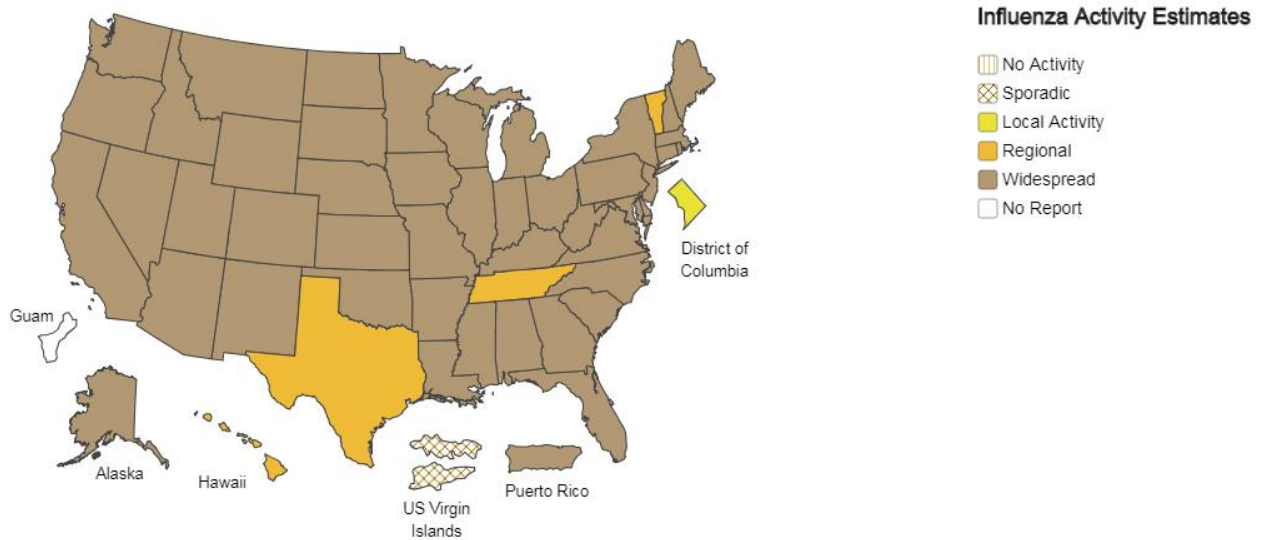 Influenza Activity Estimates
No Activity
Sporadic
Local Activity
Regional
Widespread
No Report
District of
Columbia
Guam
Alaska
Hawaii
US Virgin
Islands
Puerto Rico